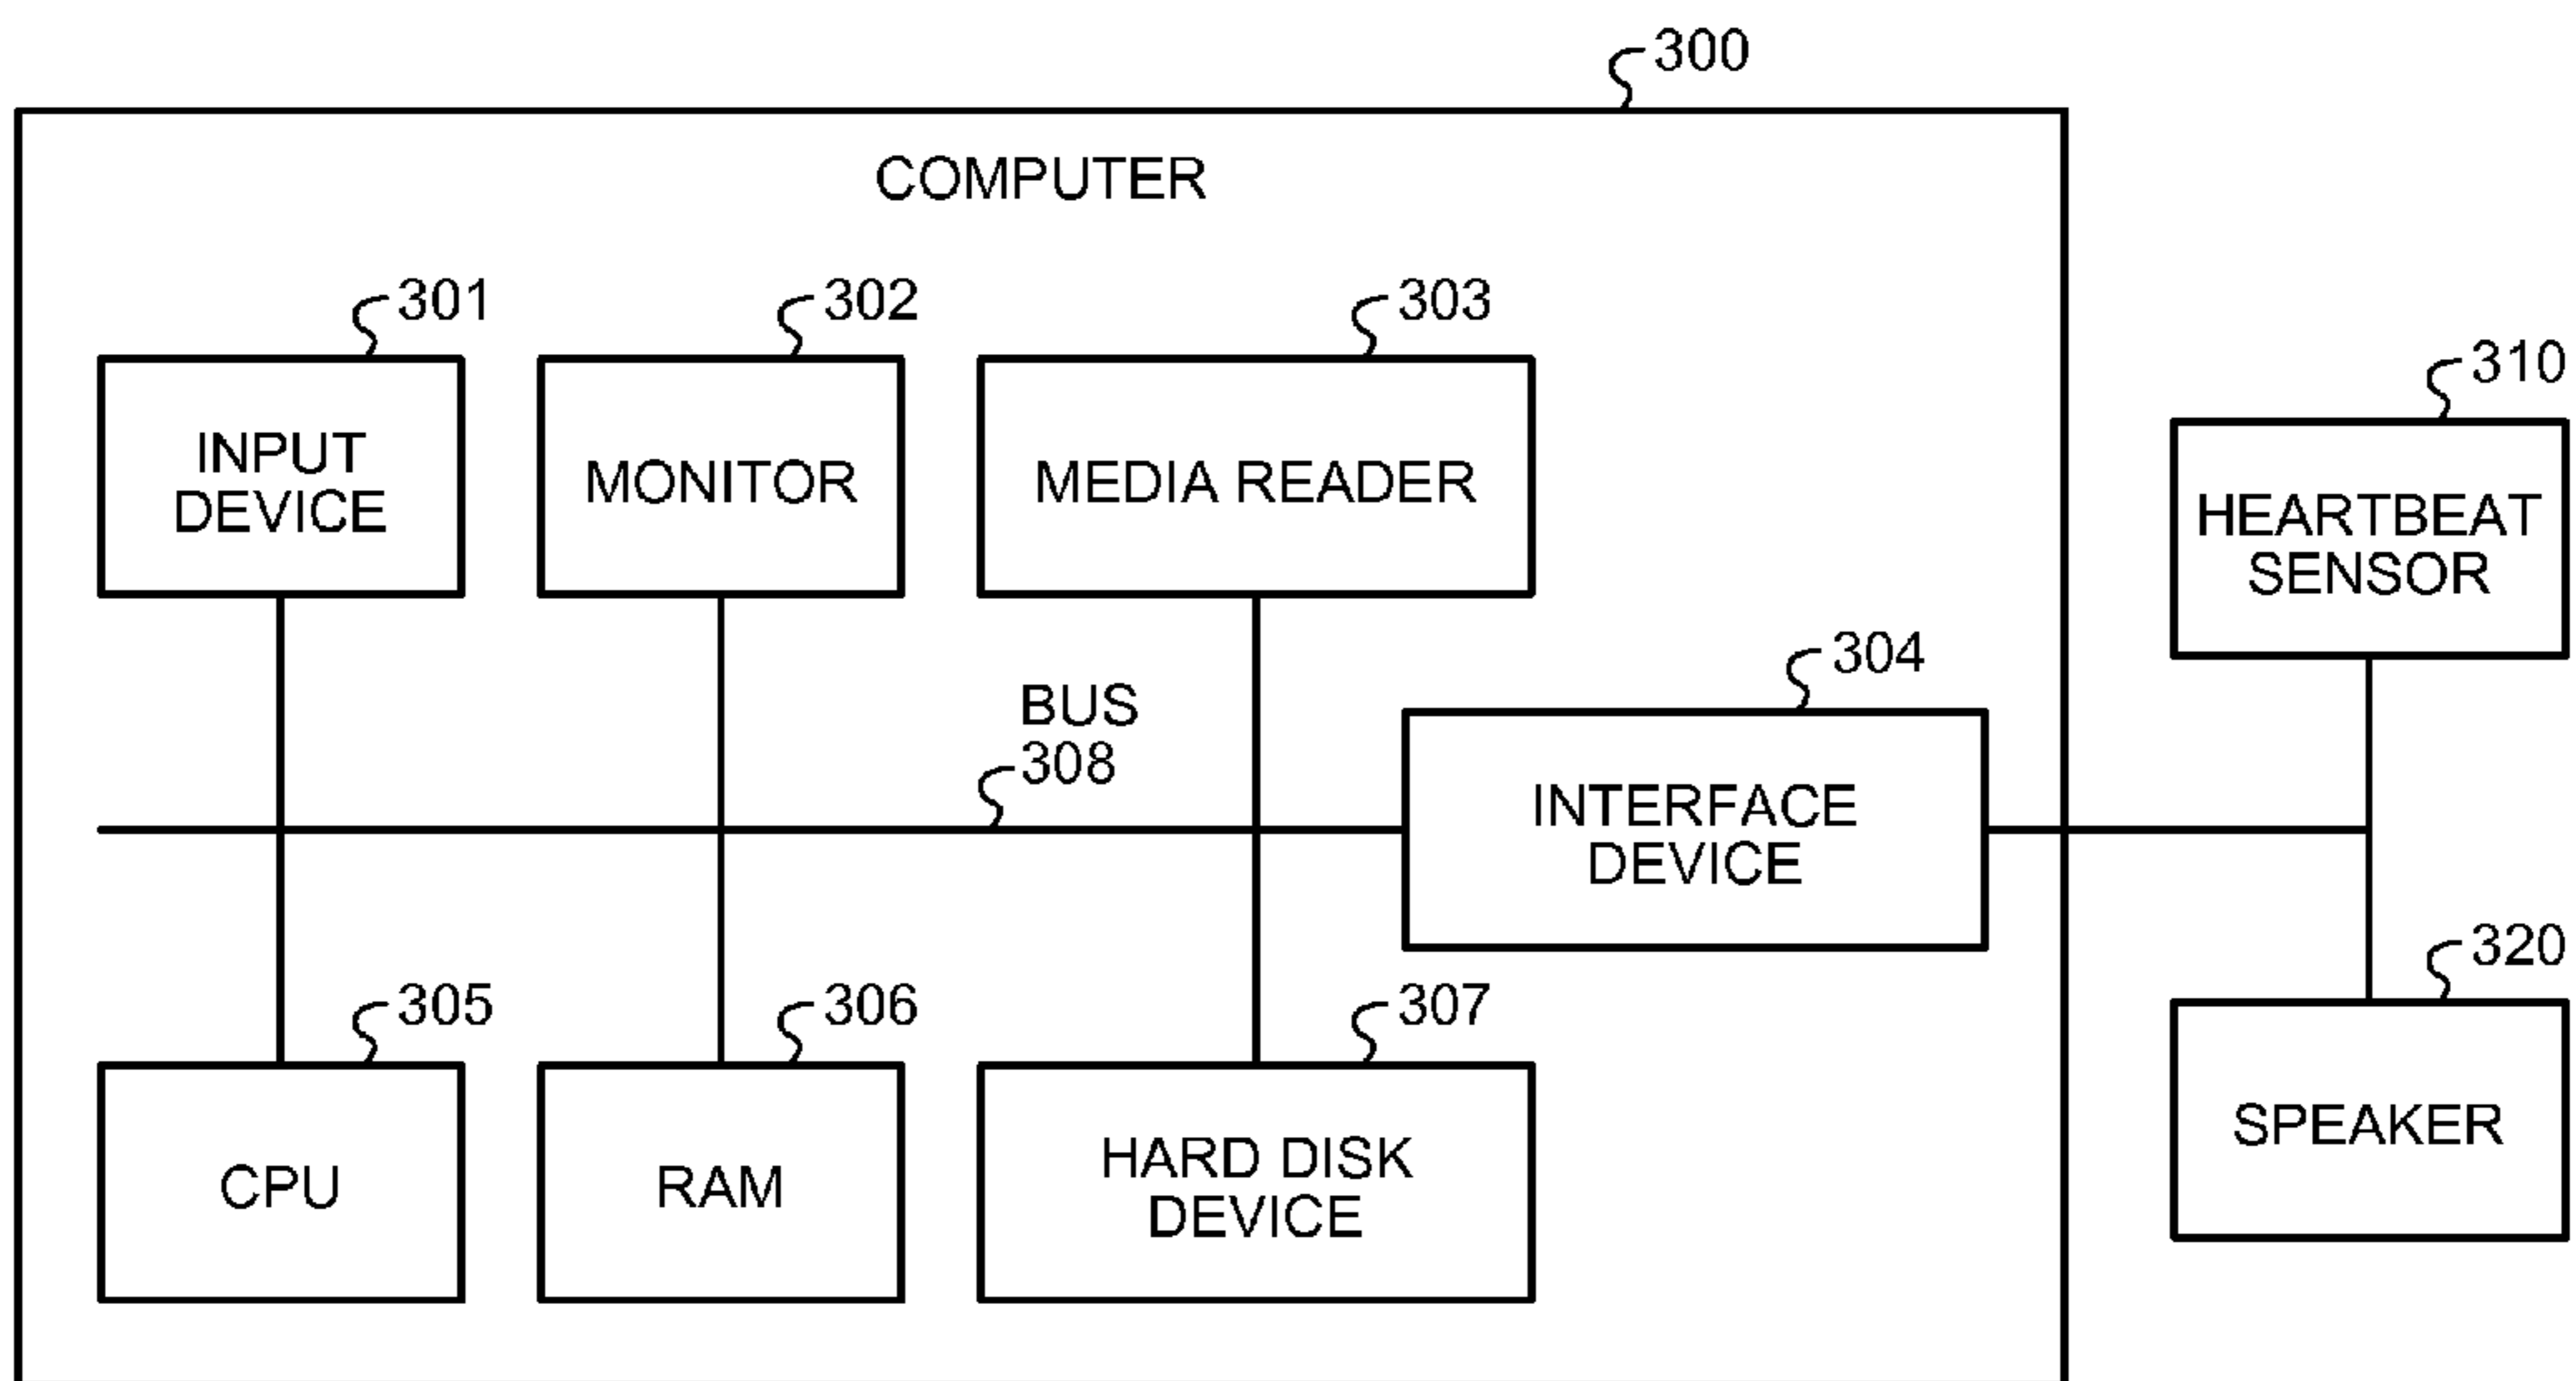 300
COMPUTER
301
302
303
INPUT
DEVICE
MONITOR
MEDIA READER
310
HEARTBEAT
SENSOR
304
BUS
308
INTERFACE
DEVICE
305
306
307
320
CPU
RAM
HARD DISK
DEVICE
SPEAKER